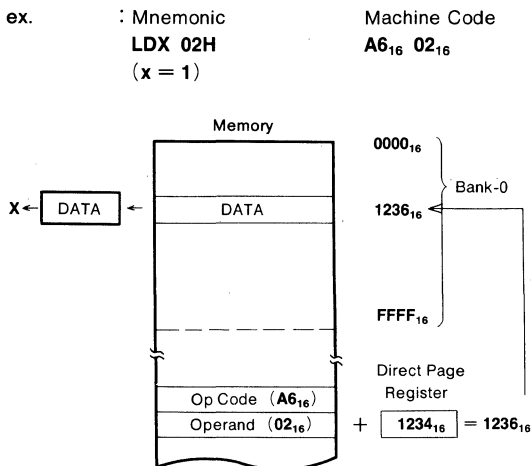 ex. : Mnemonic Machine Code
LDX 02H A6₁₆ 02₁₆
(x = 1)
Memory
0000₁₆
Bank-0
X ← DATA ← DATA 1236₁₆
FFFF₁₆
Direct Page
Register
Op Code (A6₁₆)
Operand (02₁₆) + 1234₁₆ = 1236₁₆